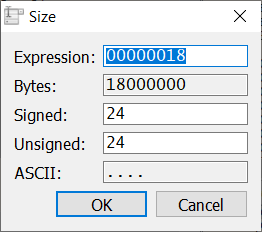 Size
Expression: 00000018
Bytes: 18000000
Signed: 24
Unsigned: 24
ASCII: ....
OK Cancel